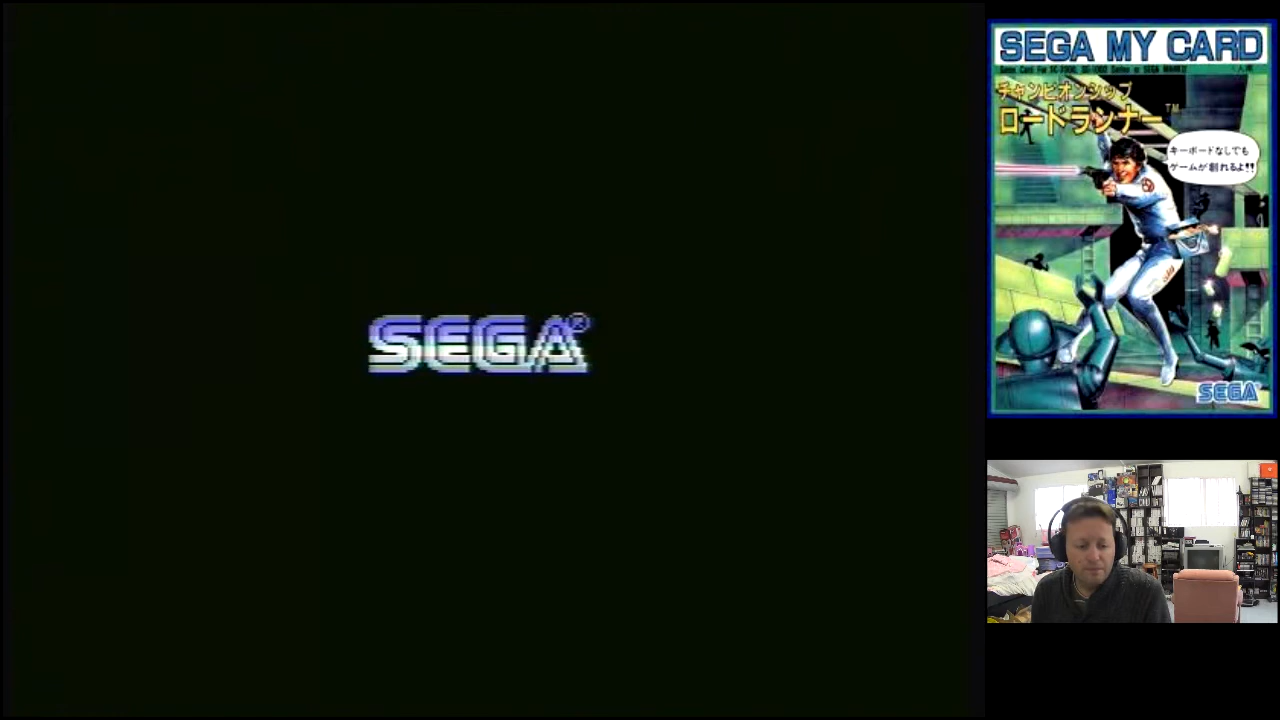 SEGA®
SEGA MY CARD
チャンピオンシップ
ロードランナー™
キーボードなしでも
ゲームが創れるよ!!
SEGA